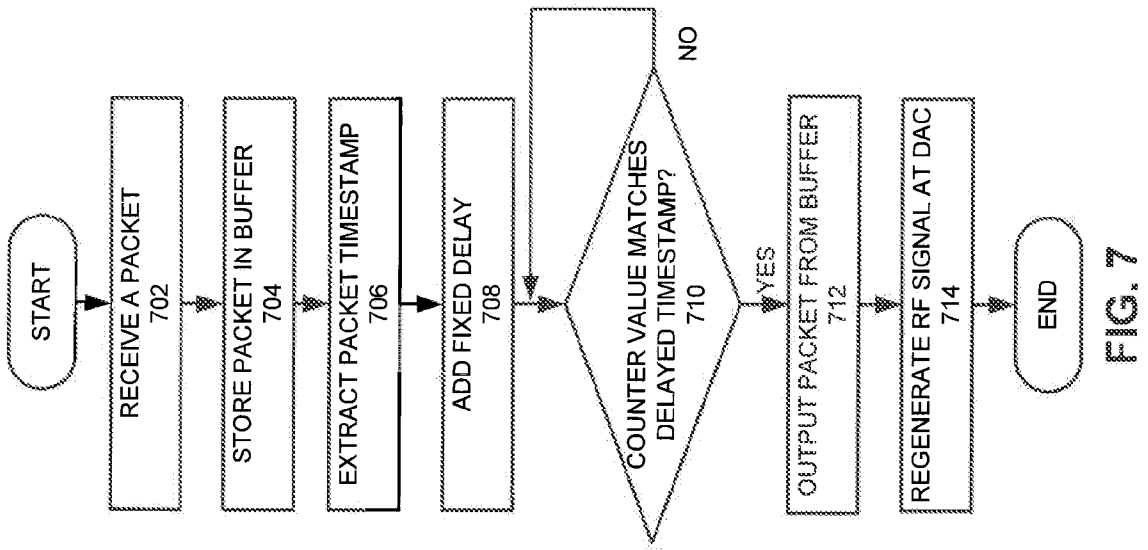 START
RECEIVE A PACKET
702
STORE PACKET IN BUFFER
704
EXTRACT PACKET TIMESTAMP
706
ADD FIXED DELAY
708
COUNTER VALUE MATCHES
DELAYED TIMESTAMP?
710
NO
YES
OUTPUT PACKET FROM BUFFER
712
REGENERATE RF SIGNAL AT DAC
714
END
FIG. 7